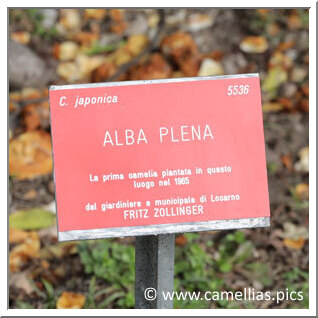 C. japonica 5536
ALBA PLENA
La prima camelia piantata in questo
luogo nel 1965
dal giardiniere e municipale di Locarno
FRITZ ZOLLINGER
© www.camellias.pics